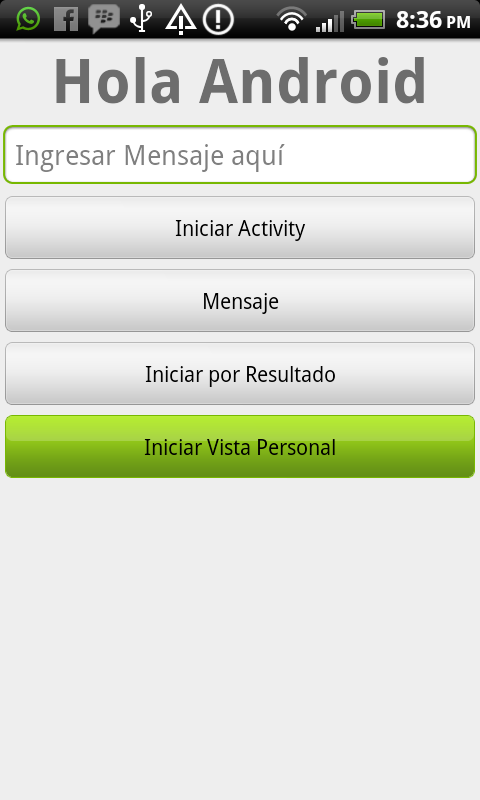 8:36 PM
Hola Android
Ingresar Mensaje aquí
Iniciar Activity
Mensaje
Iniciar por Resultado
Iniciar Vista Personal